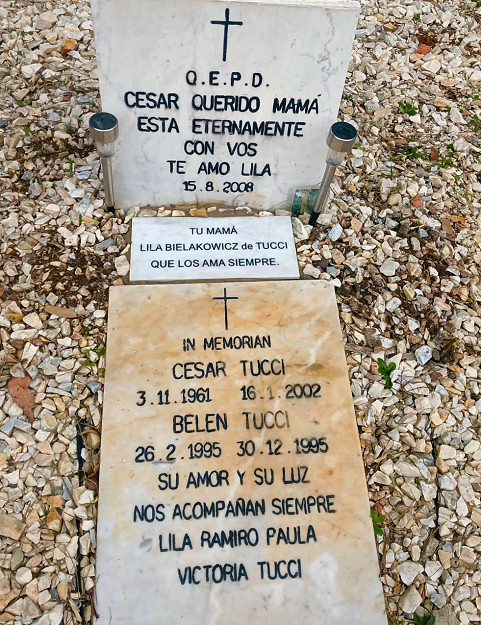 Q.E.P.D.
CESAR QUERIDO MAMÁ
ESTA ETERNAMENTE
CON VOS
TE AMO LILA
15.8.2008
TU MAMÁ
LILA BIELAKOWICZ de TUCCI
QUE LOS AMA SIEMPRE.
IN MEMORIAN
CESAR TUCCI
3.11.1961 16.1.2002
BELEN TUCCI
26.2.1995 30.12.1995
SU AMOR Y SU LUZ
NOS ACOMPAÑAN SIEMPRE
LILA RAMIRO PAULA
VICTORIA TUCCI